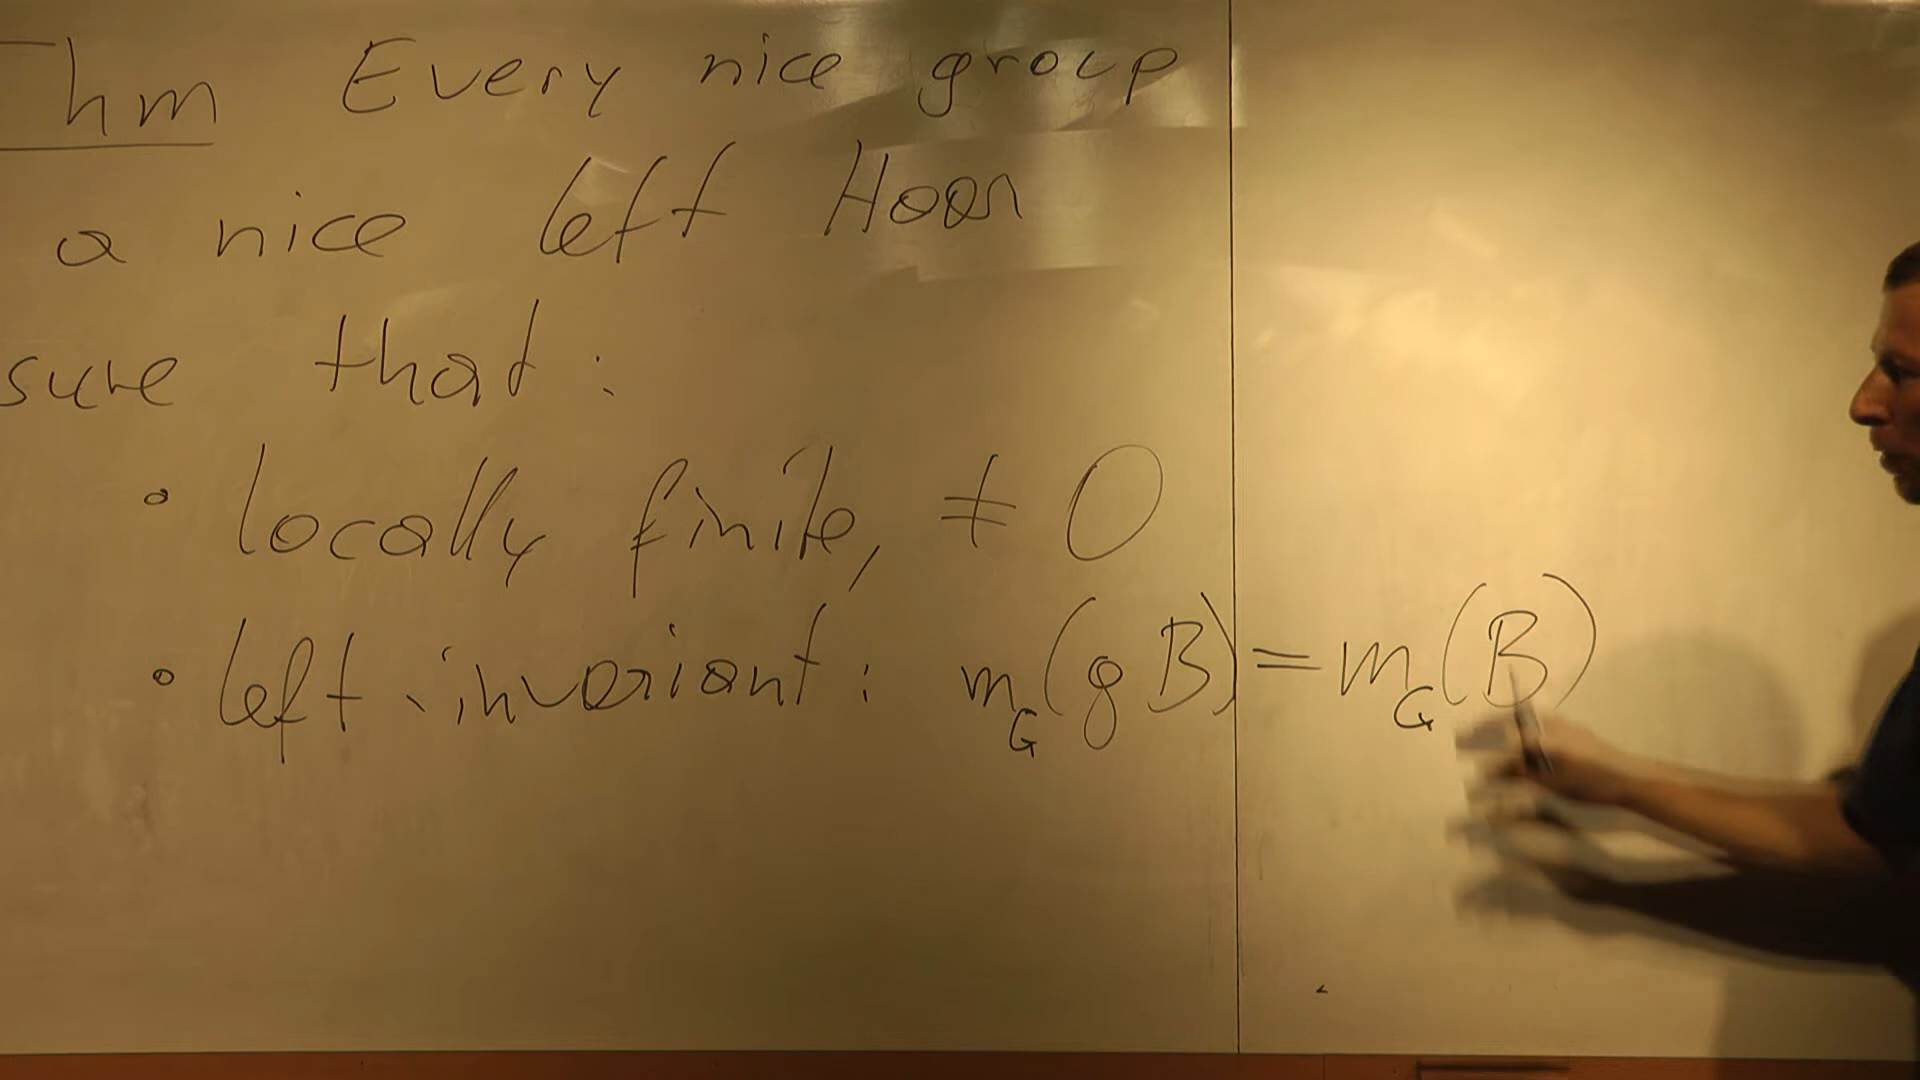 Thm Every nice group
a nice left Haar
sure that:
• locally finite, ≠ 0
• left-invariant: m_G(gB) = m_G(B)